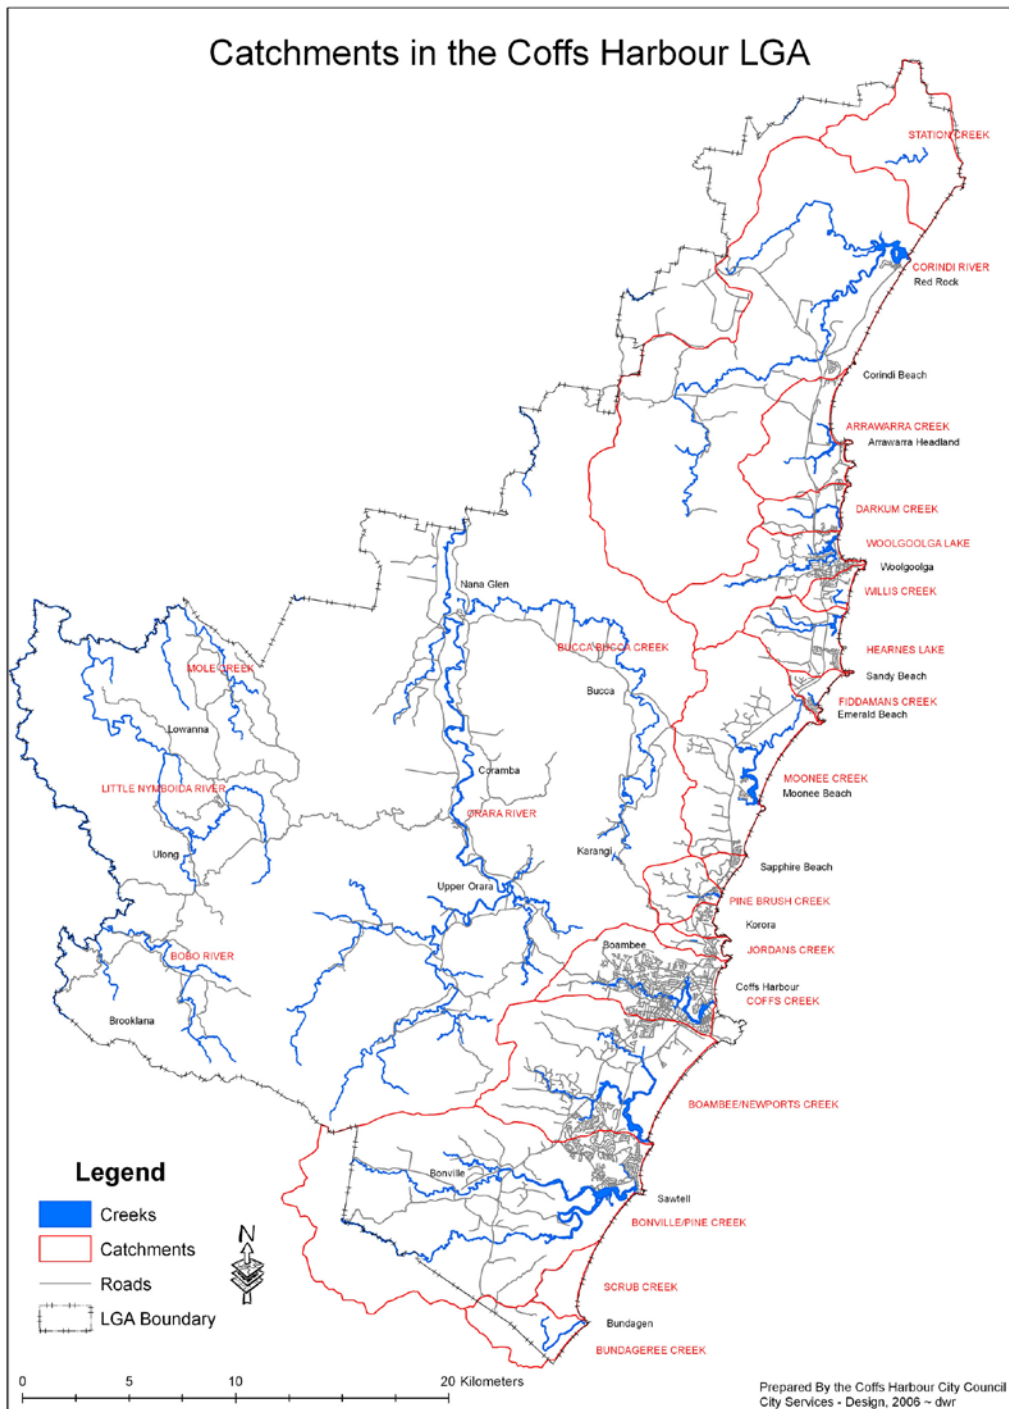 Catchments in the Coffs Harbour LGA
STATION CREEK
CORINDI RIVER
Red Rock
Corindi Beach
ARRAWARRA CREEK
Arrawarra Headland
DARKUM CREEK
WOOLGOOLGA LAKE
Woolgoolga
Nana Glen
WILLIS CREEK
BUCCA BUCCA CREEK
HEARNES LAKE
MOLE CREEK
Sandy Beach
Bucca
FIDDAMANS CREEK
Emerald Beach
Lowanna
Coramba
MOONEE CREEK
LITTLE NYMBOIDA RIVER
Moonee Beach
ORARA RIVER
Ulong
Karangi
Sapphire Beach
Upper Orara
PINE BRUSH CREEK
Korora
Boambee
JORDANS CREEK
BOBO RIVER
Coffs Harbour
COFFS CREEK
Brooklana
BOAMBEE/NEWPORTS CREEK
Bonville
Sawtell
BONVILLE/PINE CREEK
SCRUB CREEK
Bundagen
BUNDAGEREE CREEK
Legend
Creeks
Catchments
Roads
LGA Boundary
N
0 5 10 20 Kilometers
Prepared By the Coffs Harbour City Council
City Services - Design, 2006 ~ dwr